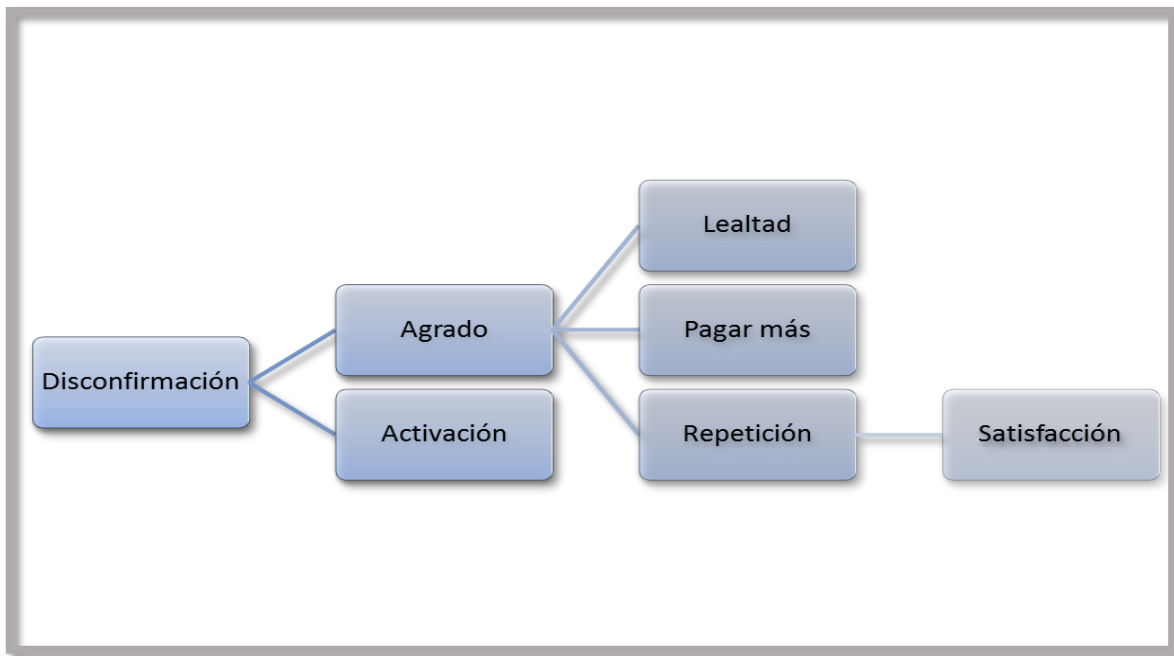 Disconfirmación
Agrado
Activación
Lealtad
Pagar más
Repetición
Satisfacción